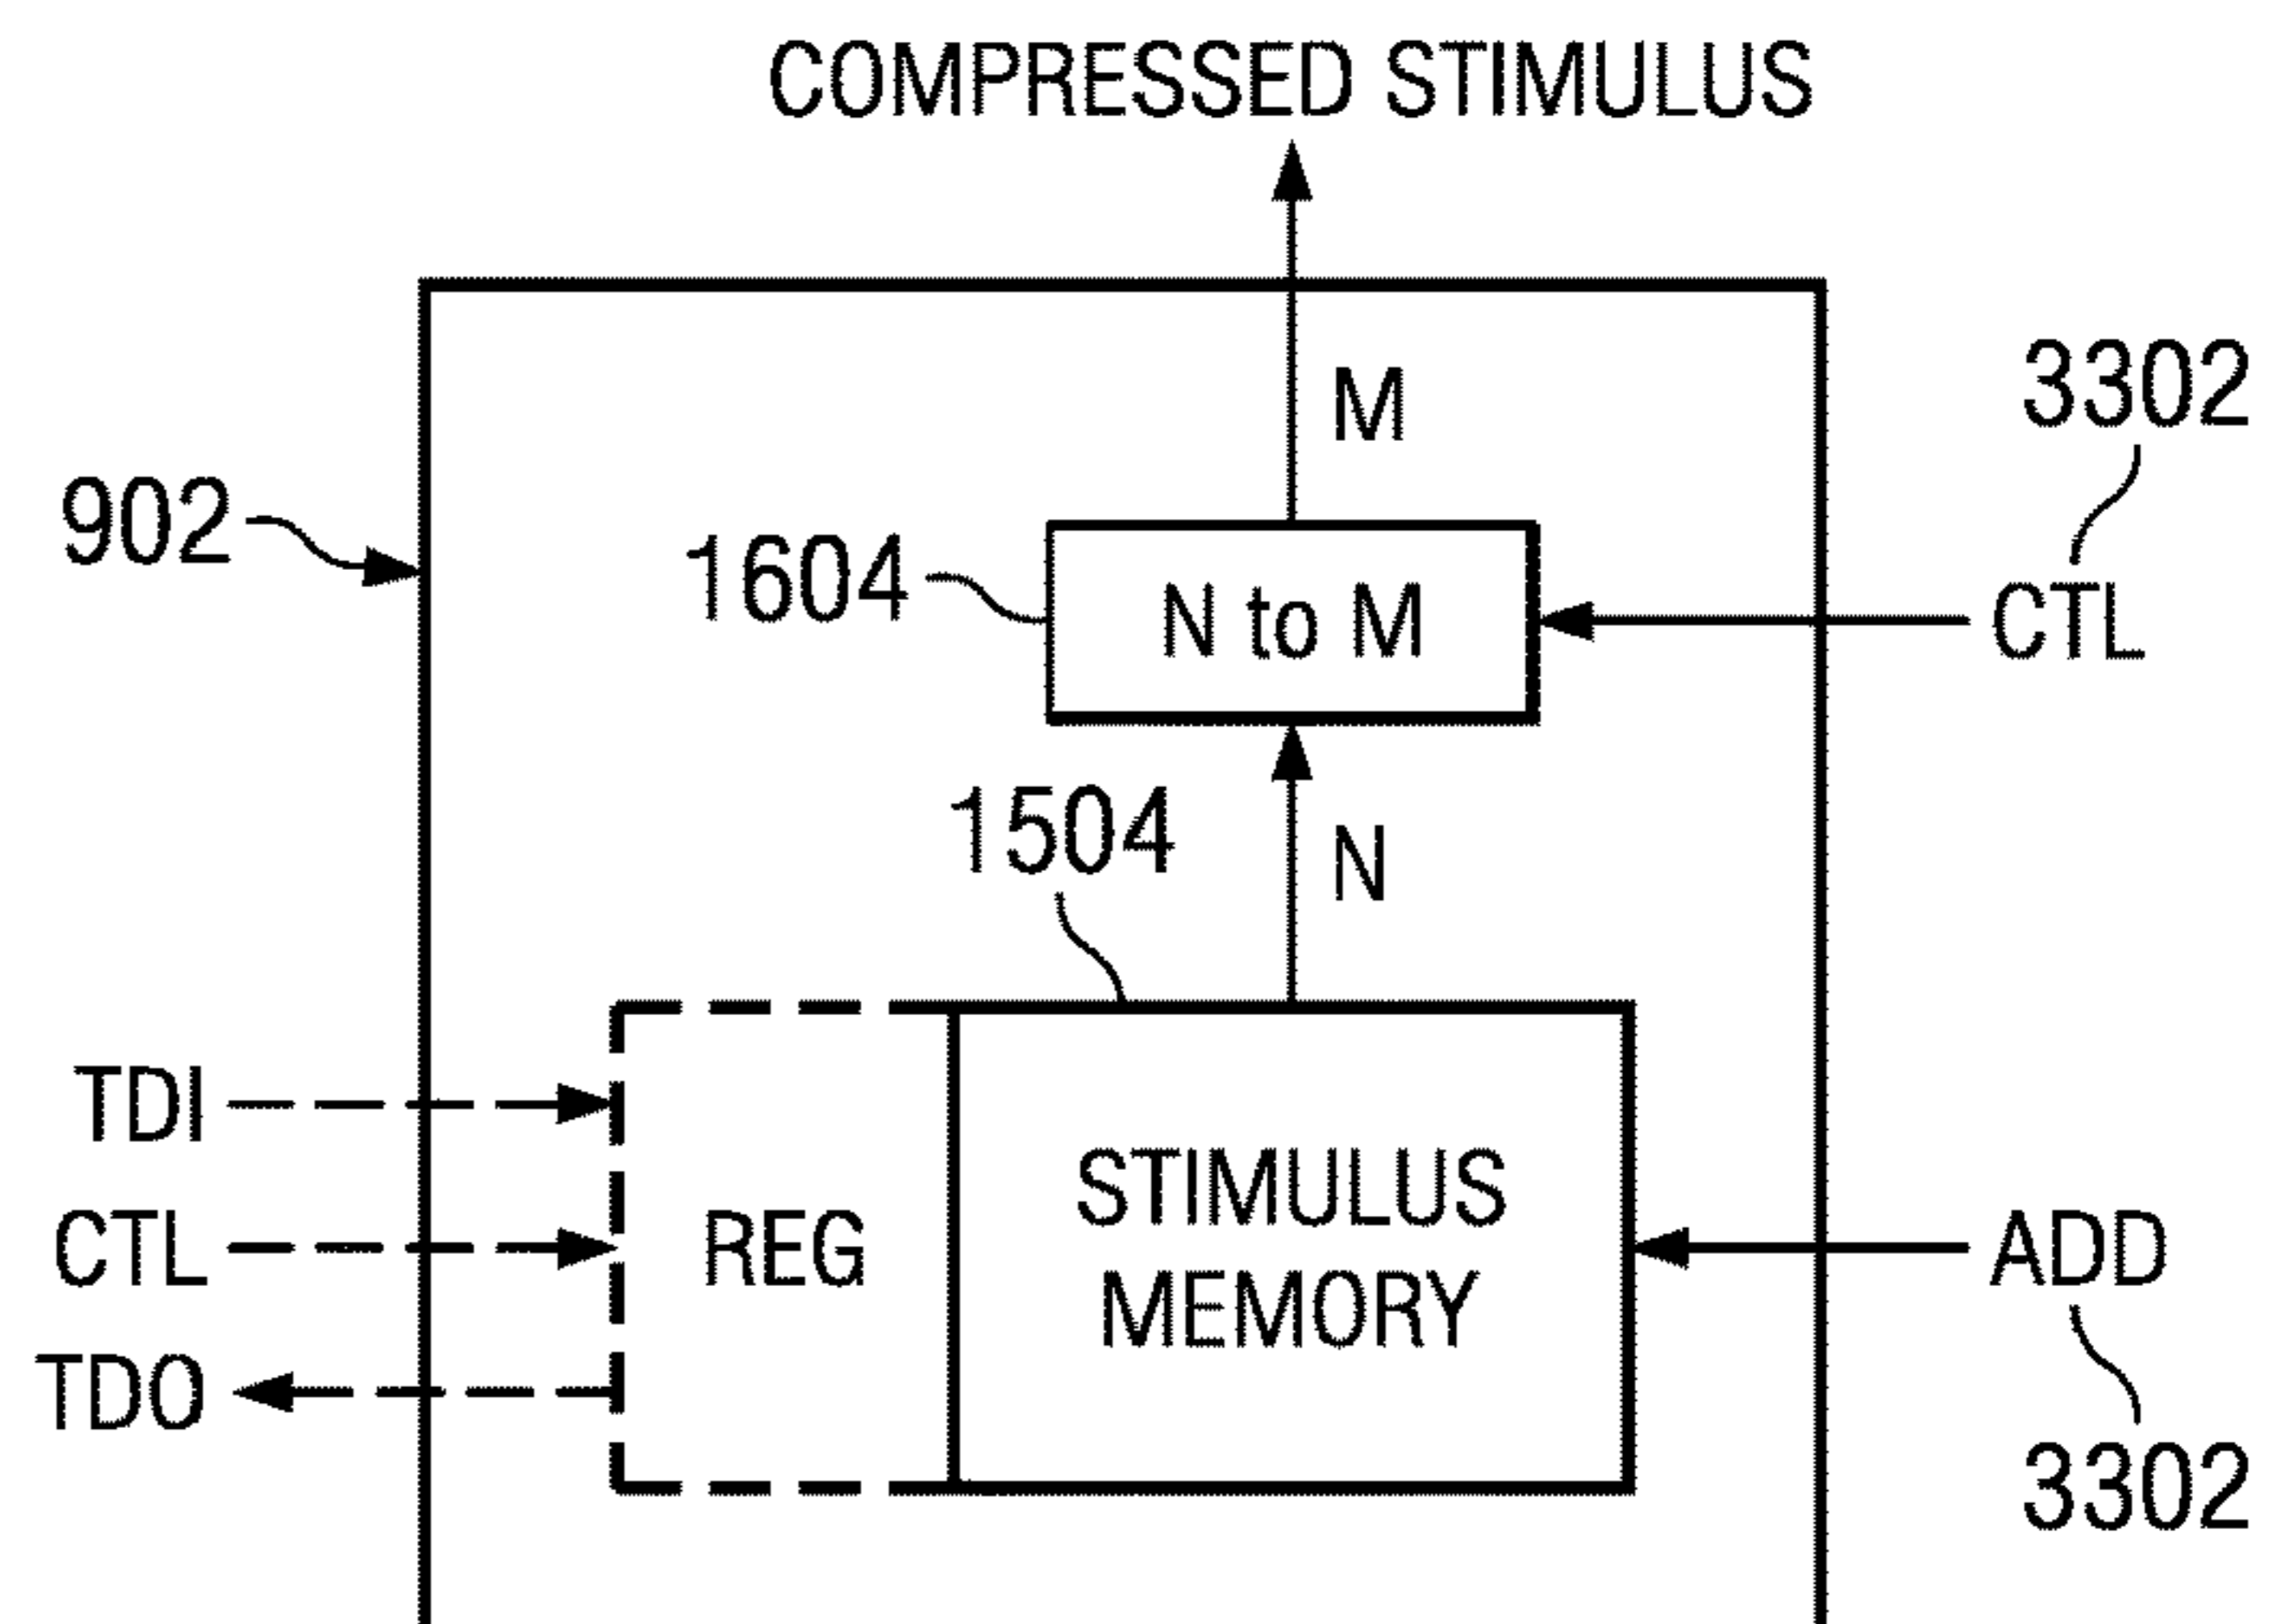 COMPRESSED STIMULUS
M
3302
902
1604
N to M
CTL
1504
N
TDI
CTL
TDO
REG
STIMULUS
MEMORY
ADD
3302